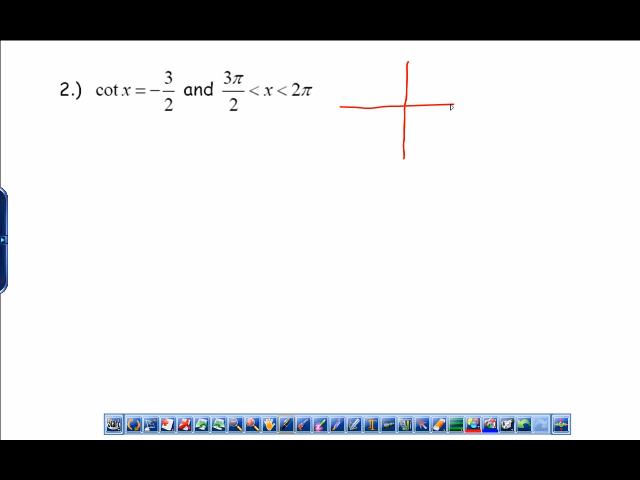 2.) cot x = −3/2 and 3π/2 < x < 2π